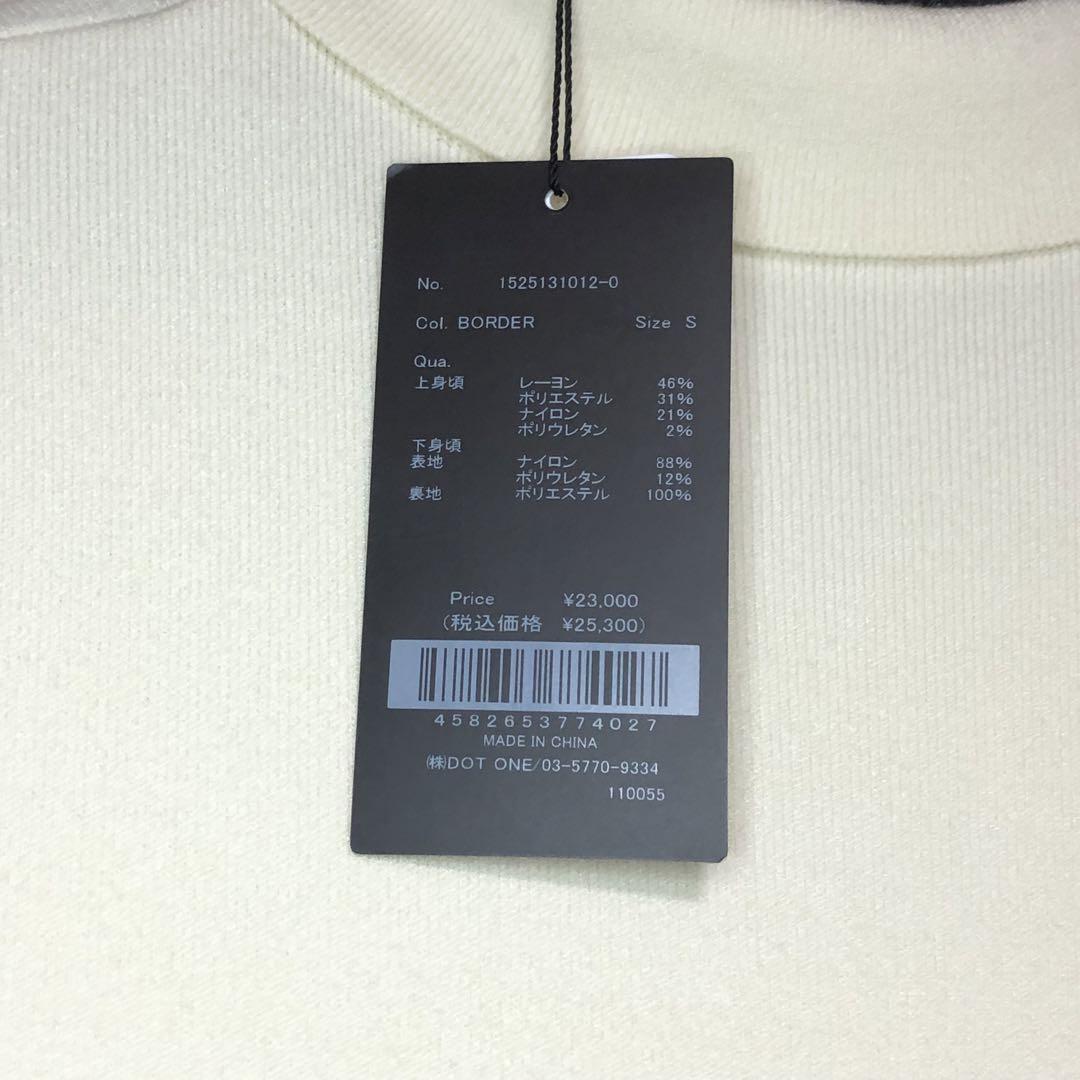 No. 1525131012-0
Col. BORDER Size S
Qua.
上身頃 レーヨン 46%
ポリエステル 31%
ナイロン 21%
ポリウレタン 2%
下身頃
表地 ナイロン 88%
ポリウレタン 12%
裏地 ポリエステル 100%
Price ¥23,000
(税込価格 ¥25,300)
4582653774027
MADE IN CHINA
㈱DOT ONE/03-5770-9334
110055